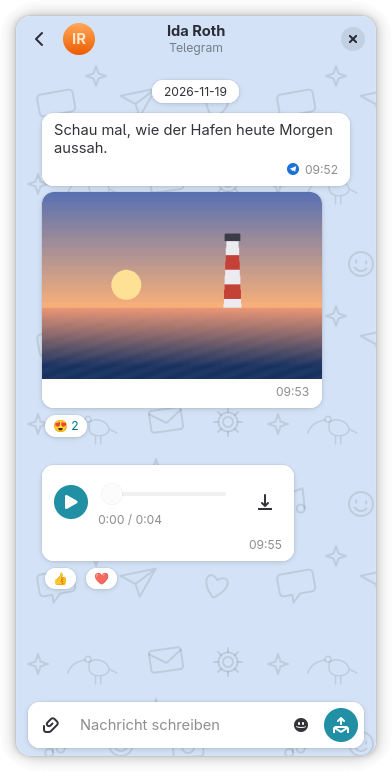 IR
Ida Roth
Telegram
2026-11-19
Schau mal, wie der Hafen heute Morgen
aussah.
09:52
09:53
😍 2
0:00 / 0:04
09:55
👍 ❤️
Nachricht schreiben